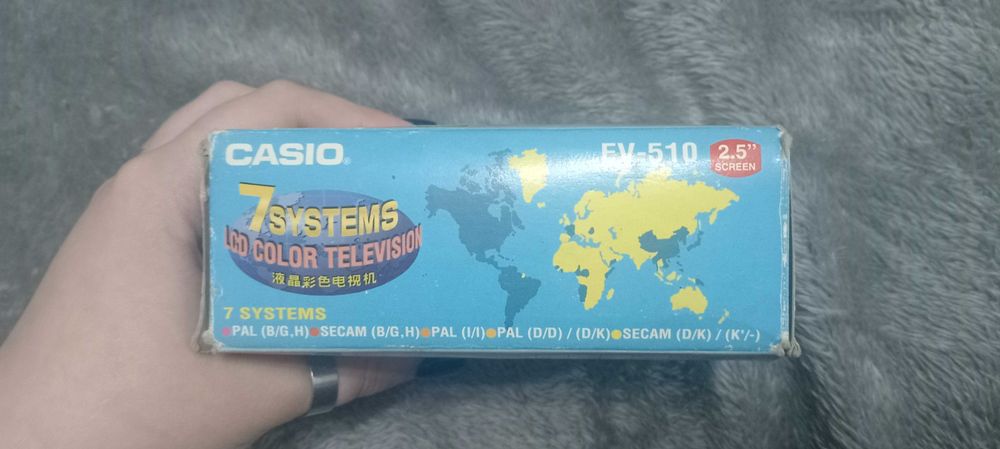 CASIO®
EV-510
2.5”
SCREEN
7 SYSTEMS
LCD COLOR TELEVISION
液晶彩色电视机
7 SYSTEMS
●PAL (B/G,H)●SECAM (B/G,H)●PAL (I/I)●PAL (D/D) / (D/K)●SECAM (D/K) / (K'/-)